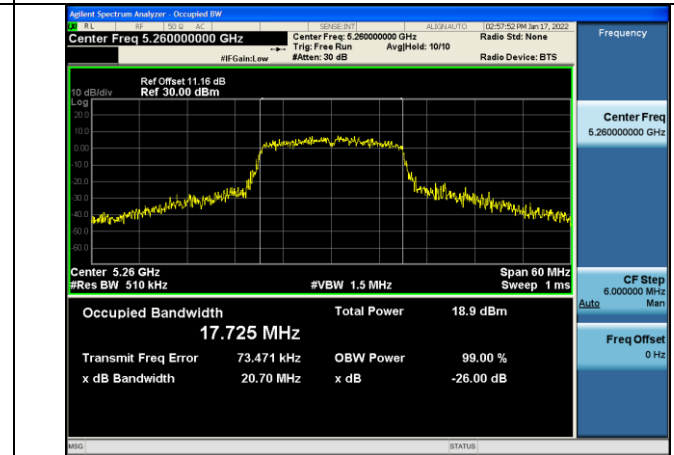 Agilent Spectrum Analyzer - Occupied BW
RL RF 50 Ω AC SENSE:INT ALIGNAUTO 02:57:52 PM Jan 17, 2022
Center Freq 5.260000000 GHz
Center Freq: 5.260000000 GHz
Radio Std: None
Trig: Free Run Avg|Hold: 10/10
#IFGain:Low #Atten: 30 dB Radio Device: BTS
Ref Offset 11.16 dB
10 dB/div Ref 30.00 dBm
Log
20.0
10.0
0.00
-10.0
-20.0
-30.0
-40.0
-50.0
-60.0
Center 5.26 GHz Span 60 MHz
#Res BW 510 kHz #VBW 1.5 MHz Sweep 1 ms
Occupied Bandwidth Total Power 18.9 dBm
17.725 MHz
Transmit Freq Error 73.471 kHz OBW Power 99.00 %
x dB Bandwidth 20.70 MHz x dB -26.00 dB
MSG STATUS
Frequency
Center Freq
5.260000000 GHz
CF Step
6.000000 MHz
Auto Man
Freq Offset
0 Hz